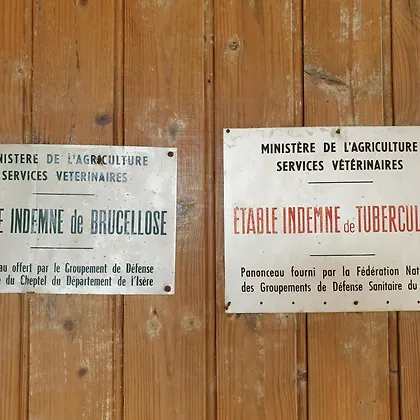 NISTÈRE DE L'AGRICULTURE
SERVICES VETERINAIRES
E INDEMNE de BRUCELLOSE
au offert par le Groupement de Défense
e du Cheptel du Département de l'Isère
MINISTÈRE DE L'AGRICULTURE
SERVICES VÉTÉRINAIRES
ÉTABLE INDEMNE de TUBERCUL
Panonceau fourni par la Fédération Nat
des Groupements de Défense Sanitaire du